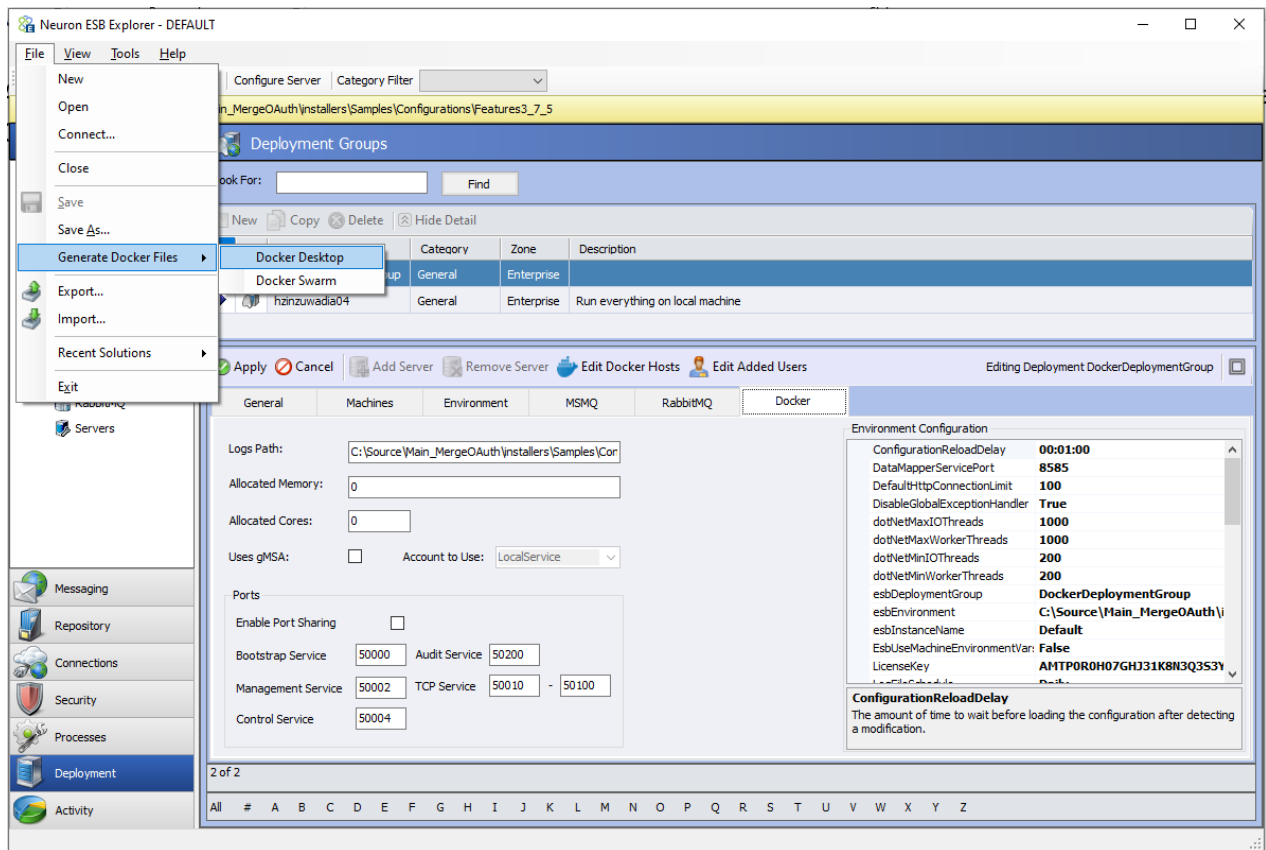 Neuron ESB Explorer - DEFAULT
File View Tools Help
New
Open
Connect...
Close
Save
Save As...
Generate Docker Files
Export...
Import...
Recent Solutions
Exit
Docker Desktop
Docker Swarm
Configure Server Category Filter
in_MergeOAuth\installers\Samples\Configurations\Features3_7_5
Deployment Groups
ook For: Find
New Copy Delete Hide Detail
Category Zone Description
up General Enterprise
hzinzuwadia04 General Enterprise Run everything on local machine
Apply Cancel Add Server Remove Server Edit Docker Hosts Edit Added Users Editing Deployment DockerDeploymentGroup
RabbitMQ
Servers
General Machines Environment MSMQ RabbitMQ Docker
Logs Path: C:\Source\Main_MergeOAuth\installers\Samples\Con
Allocated Memory: 0
Allocated Cores: 0
Uses gMSA: Account to Use: LocalService
Ports
Enable Port Sharing
Bootstrap Service 50000 Audit Service 50200
Management Service 50002 TCP Service 50010 - 50100
Control Service 50004
Environment Configuration
ConfigurationReloadDelay 00:01:00
DataMapperServicePort 8585
DefaultHttpConnectionLimit 100
DisableGlobalExceptionHandler True
dotNetMaxIOThreads 1000
dotNetMaxWorkerThreads 1000
dotNetMinIOThreads 200
dotNetMinWorkerThreads 200
esbDeploymentGroup DockerDeploymentGroup
esbEnvironment C:\Source\Main_MergeOAuth\i
esbInstanceName Default
EsbUseMachineEnvironmentVar: False
LicenseKey AMTP0R0H07GHJ31K8N3Q3S3Y
LogFileSchedule Daily
ConfigurationReloadDelay
The amount of time to wait before loading the configuration after detecting
a modification.
Messaging
Repository
Connections
Security
Processes
Deployment
Activity
2 of 2
All # A B C D E F G H I J K L M N O P Q R S T U V W X Y Z